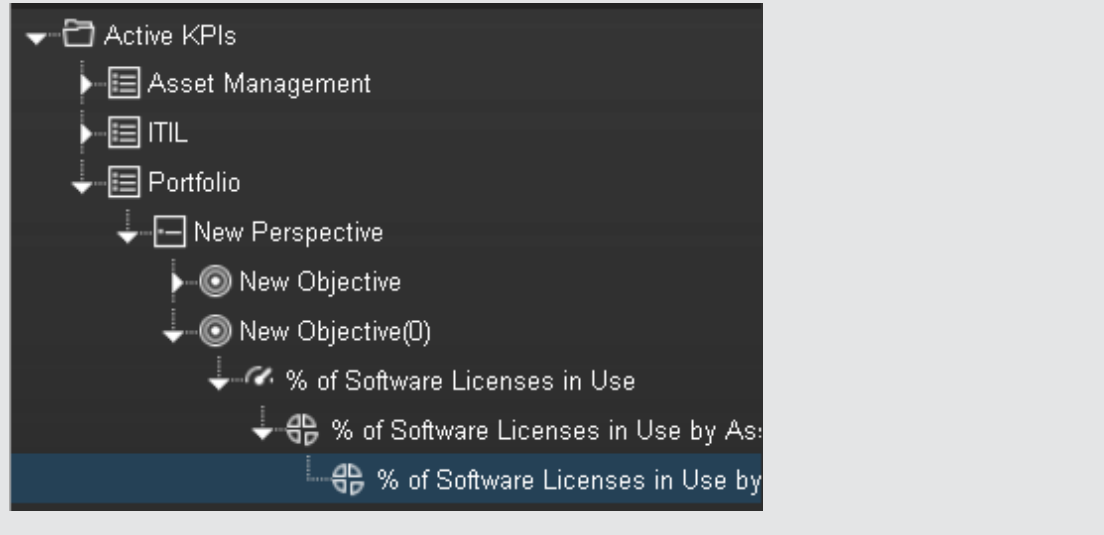 Active KPIs
Asset Management
ITIL
Portfolio
New Perspective
New Objective
New Objective(0)
% of Software Licenses in Use
% of Software Licenses in Use by
% of Software Licenses in Use by